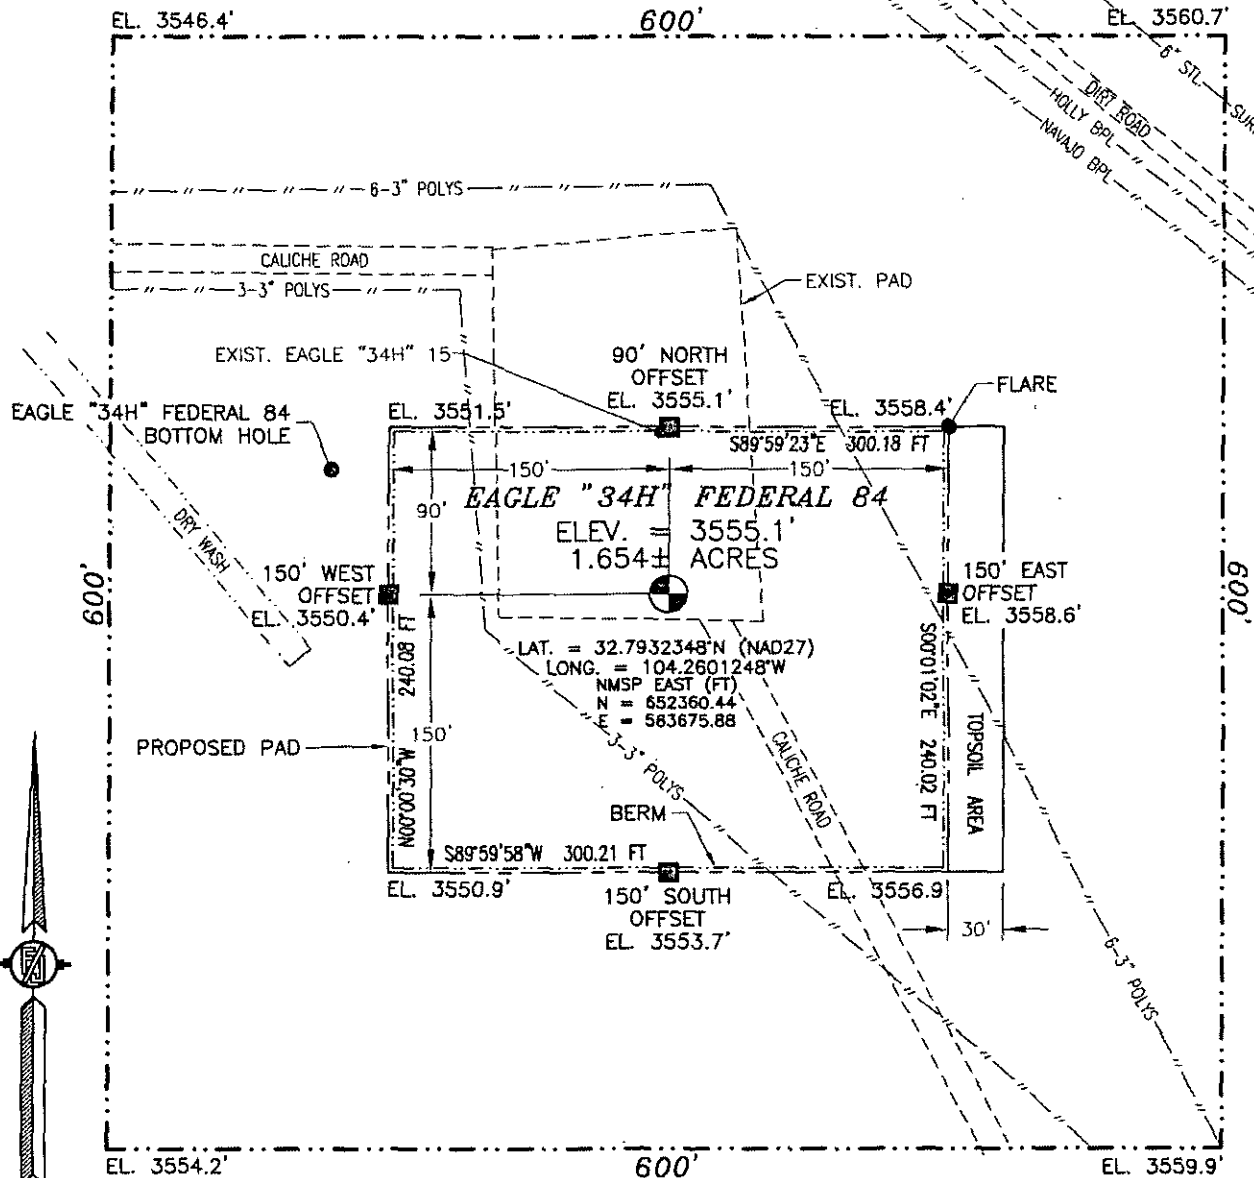 EL. 3546.4'
600'
EL. 3560.7'
6" STL.
DIRT ROAD
HOLLY BPL
NAVAJO BPL
6-3" POLYS
CALICHE ROAD
3-3" POLYS
EXIST. PAD
EXIST. EAGLE "34H" 15
90' NORTH
OFFSET
EL. 3555.1'
FLARE
EAGLE "34H" FEDERAL 84
BOTTOM HOLE
EL. 3551.5'
EL. 3558.4'
S89°59'23"E 300.18 FT
150'
150'
90'
EAGLE "34H" FEDERAL 84
ELEV. = 3555.1'
1.654± ACRES
DRY WASH
600'
150' WEST
OFFSET
EL. 3550.4'
150' EAST
OFFSET
EL. 3558.6'
600'
LAT. = 32.7932348°N (NAD27)
LONG. = 104.2601248°W
NMSP EAST (FT)
N = 652360.44
E = 583675.88
N00°00'30"W 240.08 FT
150'
S00°01'02"E 240.02 FT
TOPSOIL AREA
PROPOSED PAD
3-3" POLYS
CALICHE ROAD
BERM
S89°59'58"W 300.21 FT
EL. 3550.9'
150' SOUTH
OFFSET
EL. 3553.7'
EL. 3556.9'
30'
6-3" POLYS
EL. 3554.2'
600'
EL. 3559.9'